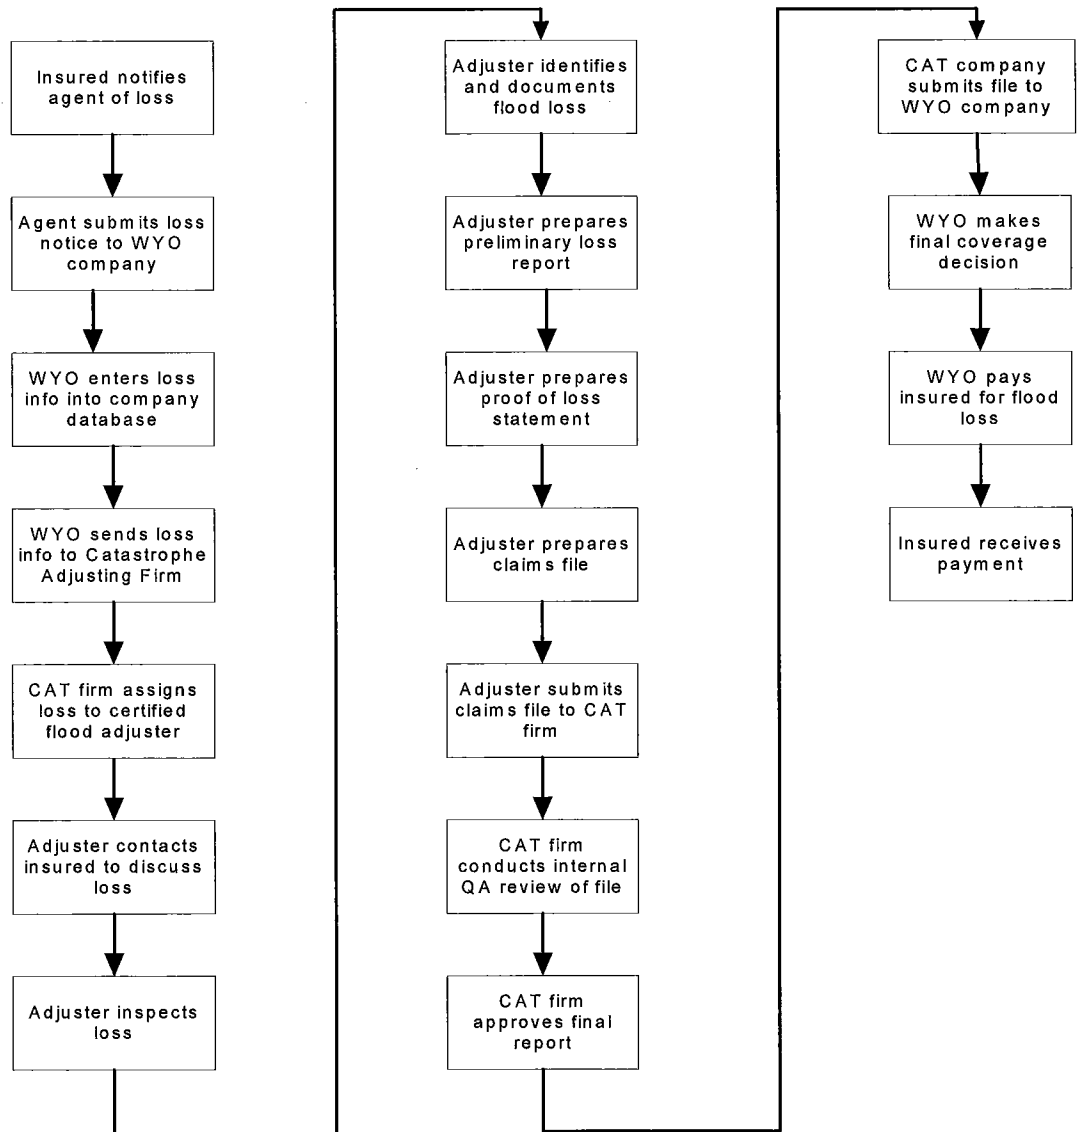 Insured notifies
agent of loss
Agent submits loss
notice to WYO
company
WYO enters loss
info into company
database
WYO sends loss
info to Catastrophe
Adjusting Firm
CAT firm assigns
loss to certified
flood adjuster
Adjuster contacts
insured to discuss
loss
Adjuster inspects
loss
Adjuster identifies
and documents
flood loss
Adjuster prepares
preliminary loss
report
Adjuster prepares
proof of loss
statement
Adjuster prepares
claims file
Adjuster submits
claims file to CAT
firm
CAT firm
conducts internal
QA review of file
CAT firm
approves final
report
CAT company
submits file to
WYO company
WYO makes
final coverage
decision
WYO pays
insured for flood
loss
Insured receives
payment